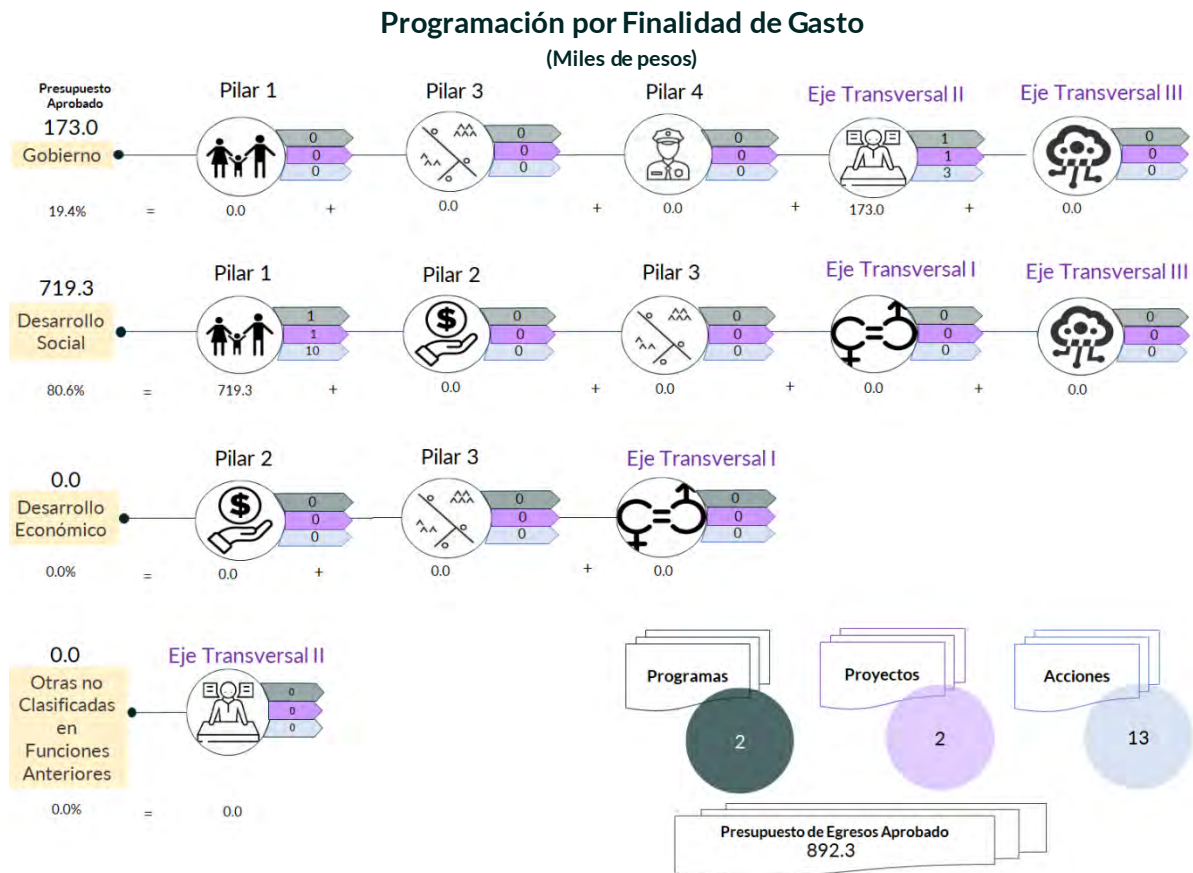 Programación por Finalidad de Gasto
(Miles de pesos)
Presupuesto
Aprobado
173.0
Gobierno
Pilar 1
0
0
0
Pilar 3
0
0
0
Pilar 4
0
0
0
Eje Transversal II
1
1
3
Eje Transversal III
0
0
0
19.4% = 0.0 + 0.0 + 0.0 + 173.0 + 0.0
719.3
Desarrollo
Social
Pilar 1
1
1
10
Pilar 2
$
0
0
0
Pilar 3
0
0
0
Eje Transversal I
0
0
0
Eje Transversal III
0
0
0
80.6% = 719.3 + 0.0 + 0.0 + 0.0 + 0.0
0.0
Desarrollo
Económico
Pilar 2
$
0
0
0
Pilar 3
0
0
0
Eje Transversal I
0
0
0
0.0% = 0.0 + 0.0 + 0.0
0.0
Otras no
Clasificadas
en
Funciones
Anteriores
Eje Transversal II
0
0
0
0.0% = 0.0
Programas
2
Proyectos
2
Acciones
13
Presupuesto de Egresos Aprobado
892.3